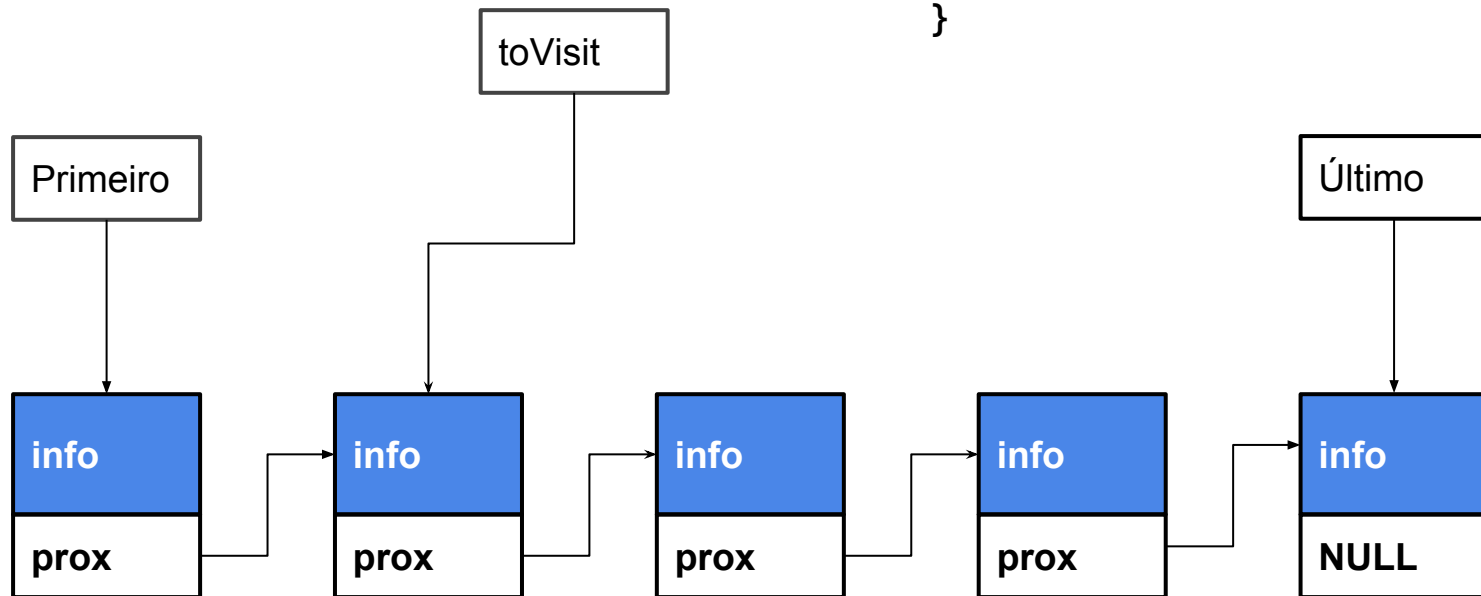 }
toVisit
Primeiro
Último
info
info
info
info
info
prox
prox
prox
prox
NULL